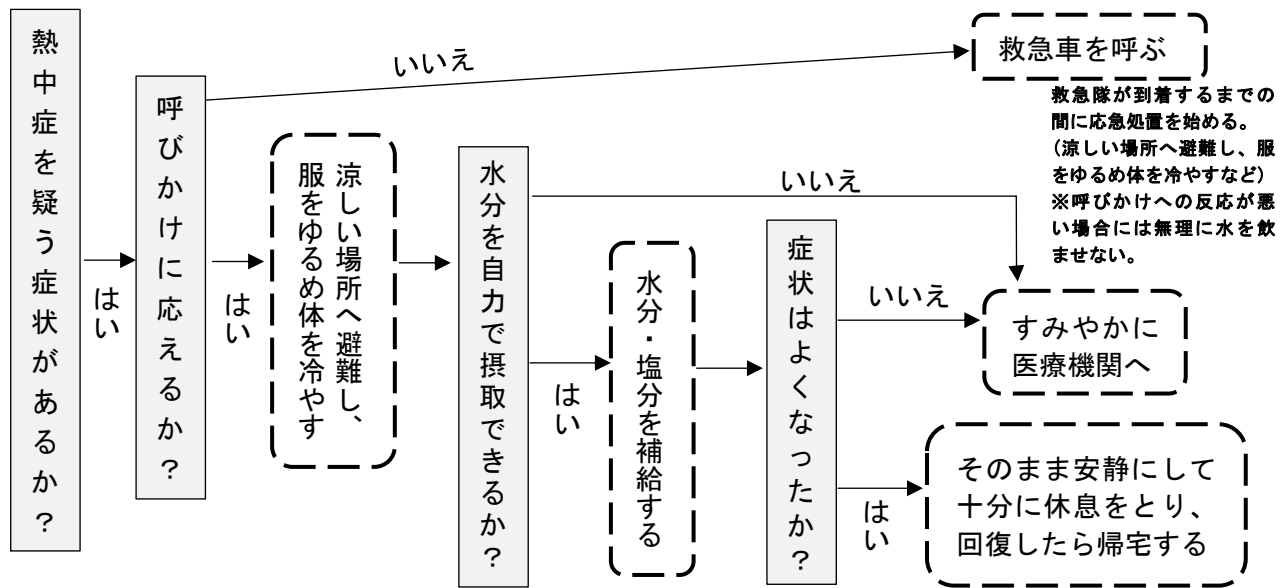 熱中症を疑う症状があるか？
はい
呼びかけに応えるか？
いいえ
救急車を呼ぶ
救急隊が到着するまでの
間に応急処置を始める。
（涼しい場所へ避難し、服
をゆるめ体を冷やすなど）
※呼びかけへの反応が悪
い場合には無理に水を飲
ませない。
はい
涼しい場所へ避難し、
服をゆるめ体を冷やす
水分を自力で摂取できるか？
いいえ
はい
水分・塩分を補給する
症状はよくなったか？
いいえ
すみやかに
医療機関へ
はい
そのまま安静にして
十分に休息をとり、
回復したら帰宅する